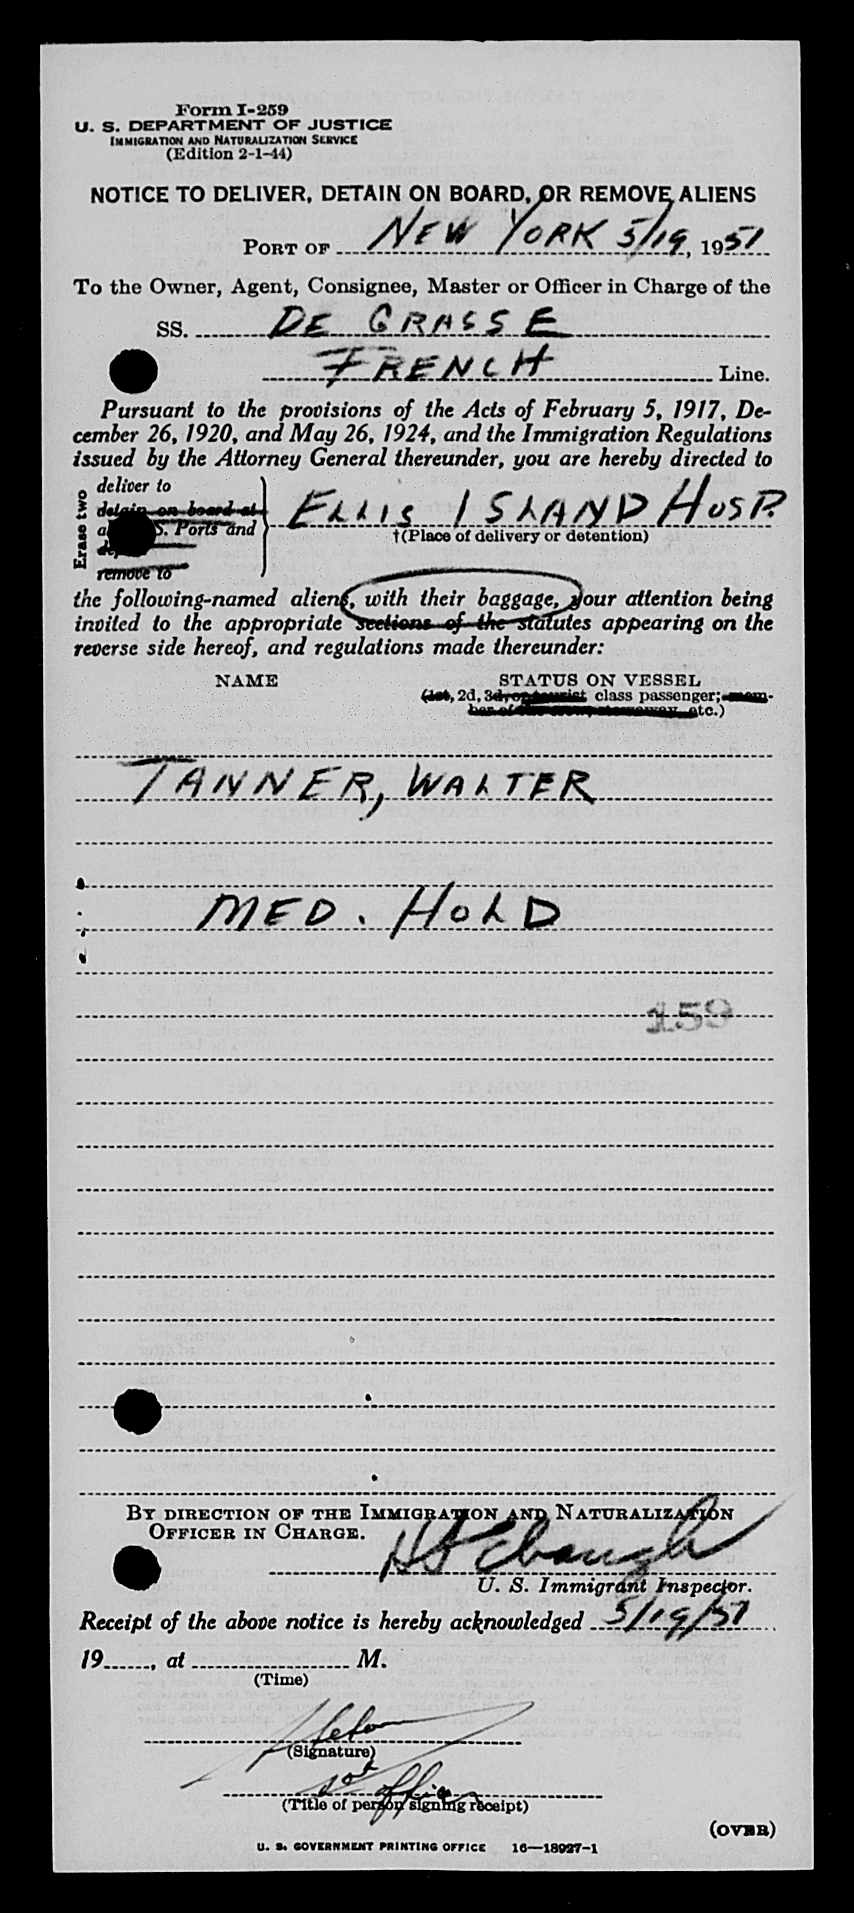 Form I-259
U. S. DEPARTMENT OF JUSTICE
IMMIGRATION AND NATURALIZATION SERVICE
(Edition 2-1-44)
NOTICE TO DELIVER, DETAIN ON BOARD, OR REMOVE ALIENS
PORT OF NEW YORK 5/19, 1951
To the Owner, Agent, Consignee, Master or Officer in Charge of the
SS. DE GRASSE
FRENCH Line.
Pursuant to the provisions of the Acts of February 5, 1917, De-
cember 26, 1920, and May 26, 1924, and the Immigration Regulations
issued by the Attorney General thereunder, you are hereby directed to
Erase two
deliver to
detain on board at
S. Ports and
remove to
ELLIS ISLAND HOSP.
†(Place of delivery or detention)
the following-named aliens, with their baggage, your attention being
invited to the appropriate sections of the statutes appearing on the
reverse side hereof, and regulations made thereunder:
NAME
STATUS ON VESSEL
(1st, 2d, 3d, or tourist class passenger; mem-
ber of the crew, stowaway, etc.)
TANNER, WALTER
MED. HOLD
159
BY DIRECTION OF THE IMMIGRATION AND NATURALIZATION
OFFICER IN CHARGE.
U. S. Immigrant Inspector.
Receipt of the above notice is hereby acknowledged 5/19/51
19......, at M.
(Time)
(Signature)
(Title of person signing receipt)
(OVER)
U. S. GOVERNMENT PRINTING OFFICE 16—18927-1